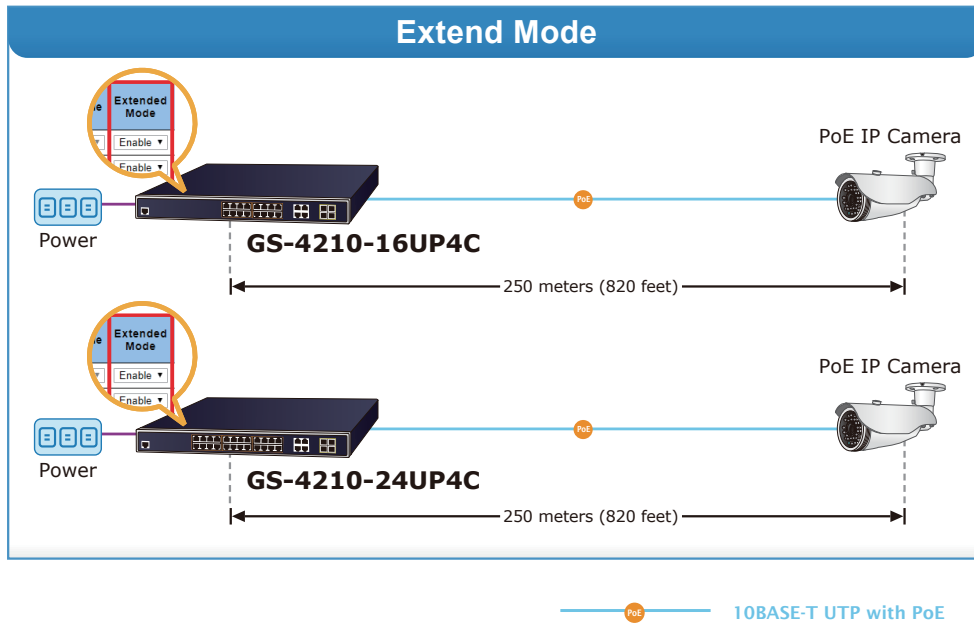 Extend Mode
Extended
Mode
Enable
Enable
PoE IP Camera
PoE
Power
GS-4210-16UP4C
250 meters (820 feet)
Extended
Mode
Enable
Enable
PoE IP Camera
PoE
Power
GS-4210-24UP4C
250 meters (820 feet)
PoE
10BASE-T UTP with PoE